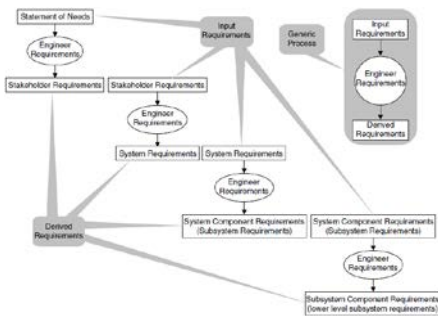 Statement of Needs
Engineer
Requirements
Stakeholder Requirements
Input
Requirements
Stakeholder Requirements
Engineer
Requirements
System Requirements
System Requirements
Engineer
Requirements
System Component Requirements
(Subsystem Requirements)
Derived
Requirements
Generic
Process
Input
Requirements
Engineer
Requirements
Derived
Requirements
System Component Requirements
(Subsystem Requirements)
Engineer
Requirements
Subsystem Component Requirements
(lower level subsystem requirements)